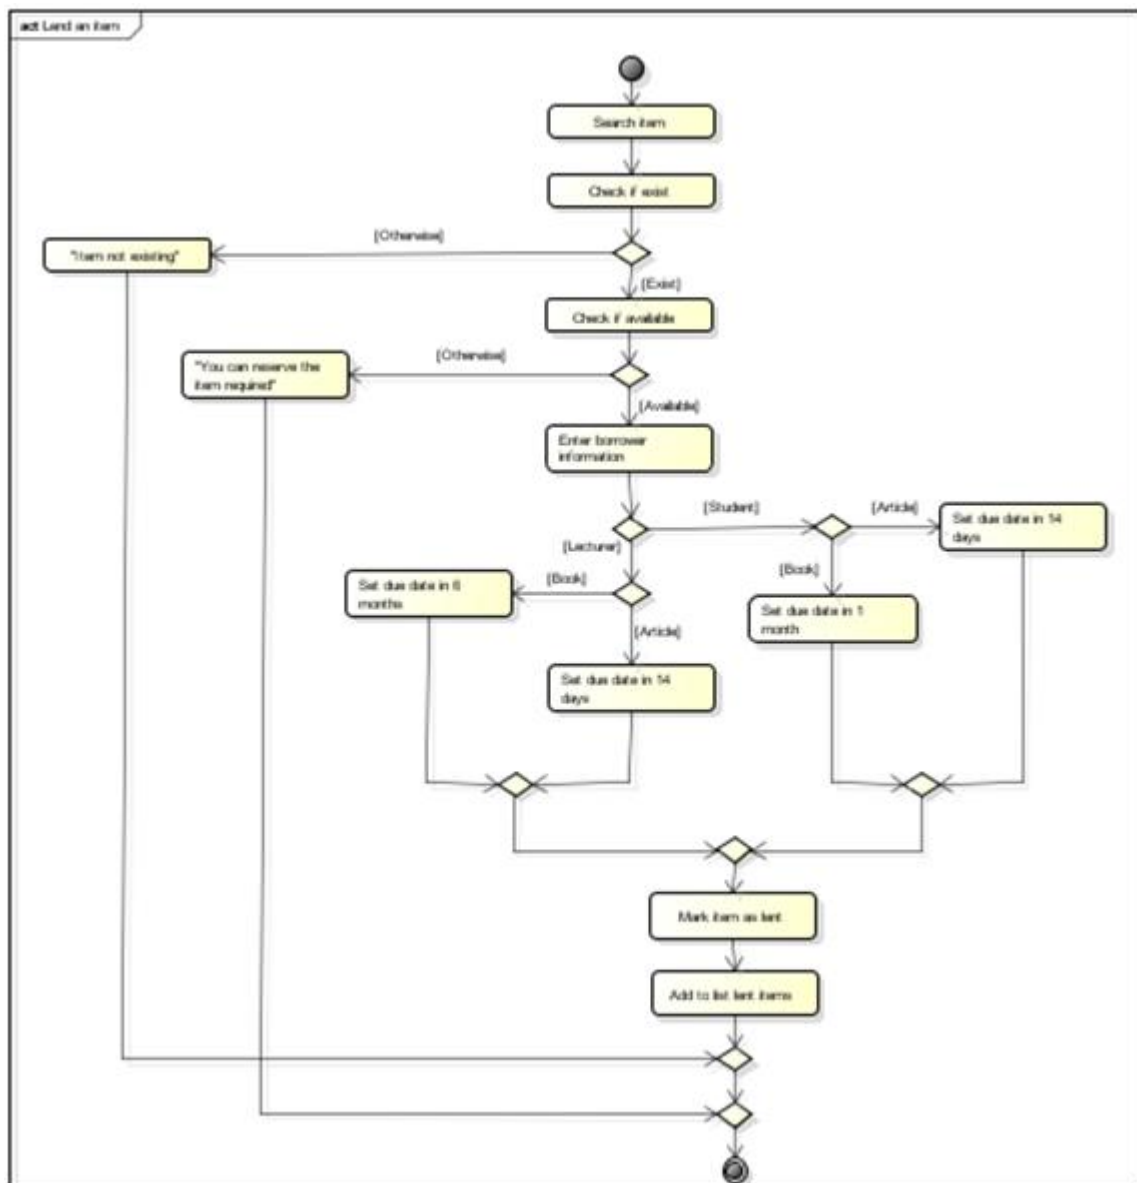 act Lend an item
Search item
Check if exist
[Otherwise]
"Item not existing"
[Exist]
Check if available
[Otherwise]
"You can reserve the
item required"
[Available]
Enter borrower
information
[Student]
[Article]
Set due date in 14
days
[Lecturer]
[Book]
Set due date in 6
months
[Book]
Set due date in 1
month
[Article]
Set due date in 14
days
Mark item as lent
Add to list lent items